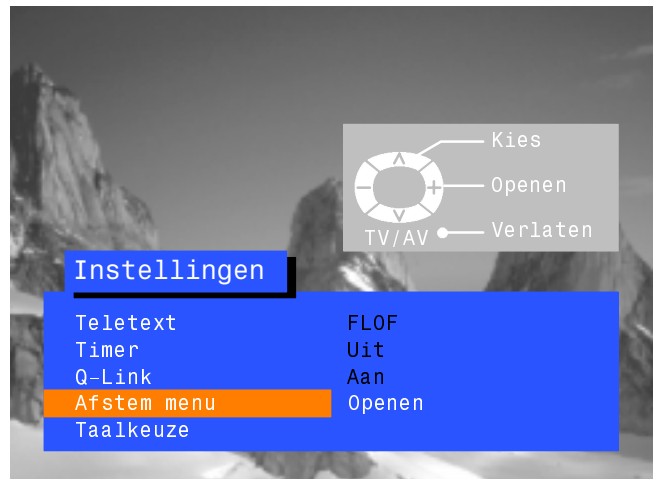 Kies
Openen
TV/AV Verlaten
Instellingen
Teletext FLOF
Timer Uit
Q-Link Aan
Afstem menu Openen
Taalkeuze